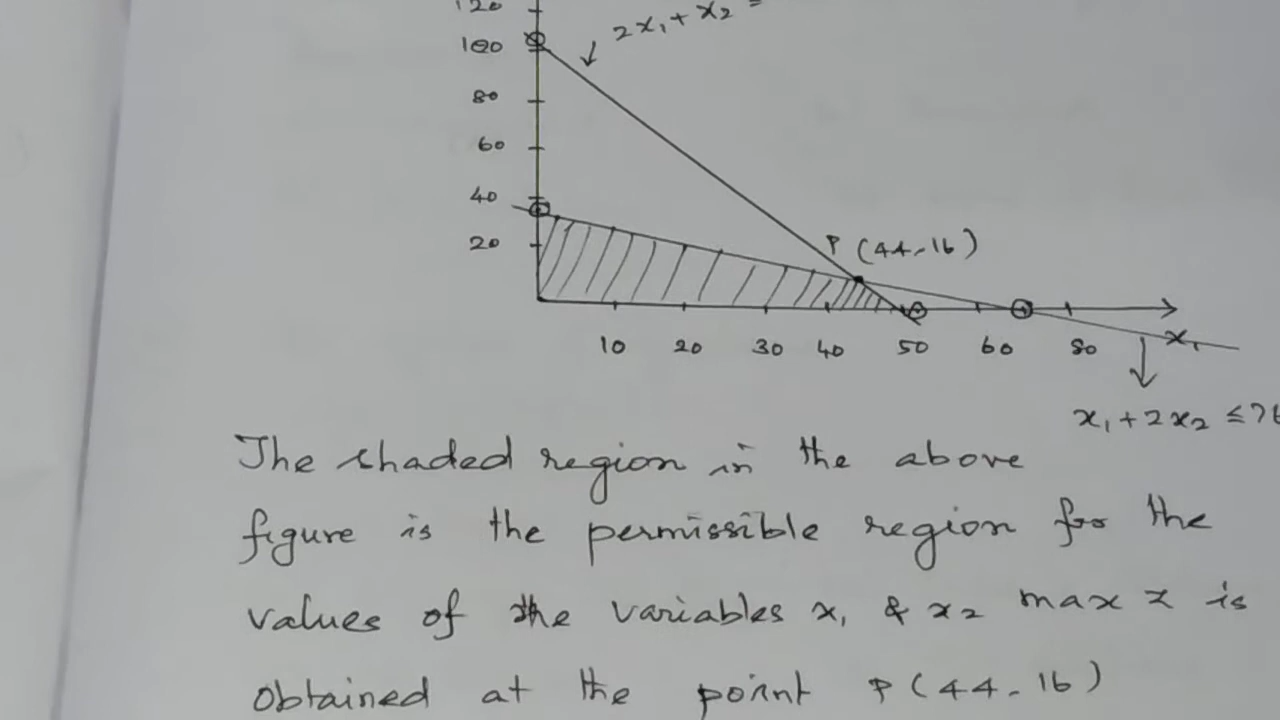 120
2x₁ + x₂ =
100
80
60
40
P (44, 16)
20
10 20 30 40 50 60 80
x₁
x₁ + 2x₂ ≤ 76
The shaded region in the above
figure is the permissible region for the
values of the variables x₁ & x₂ max z is
obtained at the point P (44, 16)